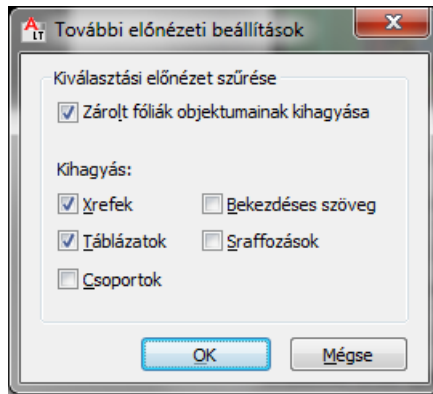 További előnézeti beállítások
Kiválasztási előnézet szűrése
Zárolt fóliák objektumainak kihagyása
Kihagyás:
Xrefek Bekezdéses szöveg
Táblázatok Sraffozások
Csoportok
OK Mégse